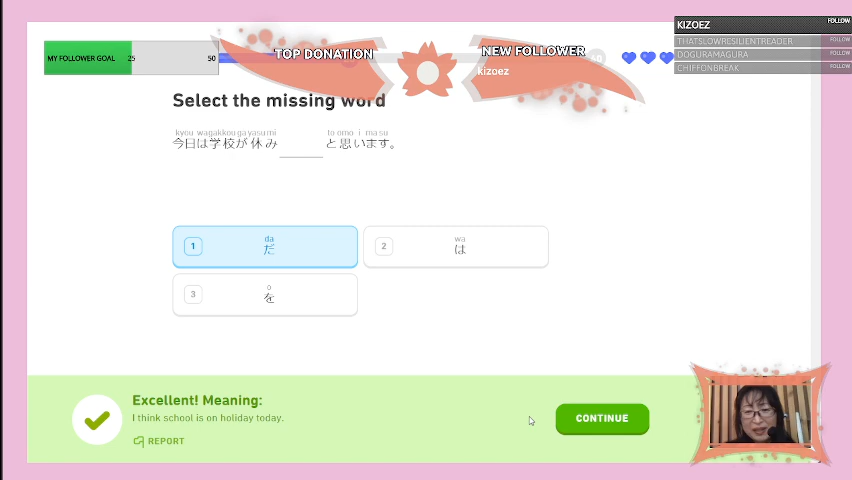 MY FOLLOWER GOAL 25 50
TOP DONATION
NEW FOLLOWER
kizoez
KIZOEZ FOLLOW
THATSLOWRESILIENTREADER FOLLOW
DOGURAMAGURA FOLLOW
CHIFFONBREAK FOLLOW
Select the missing word
kyou wa gakkou ga yasumi to omo i ma su
今日は学校が休み と思います。
1 da だ
2 wa は
3 o を
Excellent! Meaning:
I think school is on holiday today.
REPORT
CONTINUE